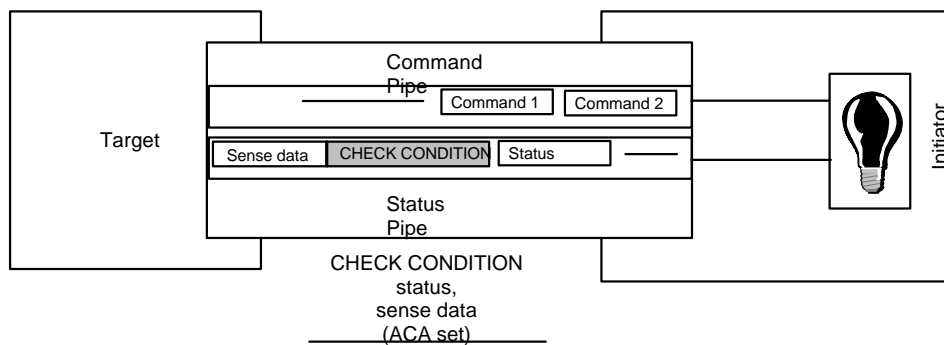 Command
Pipe
Command 1
Command 2
Target
Sense data
CHECK CONDITION
Status
Initiator
Status
Pipe
CHECK CONDITION
status,
sense data
(ACA set)